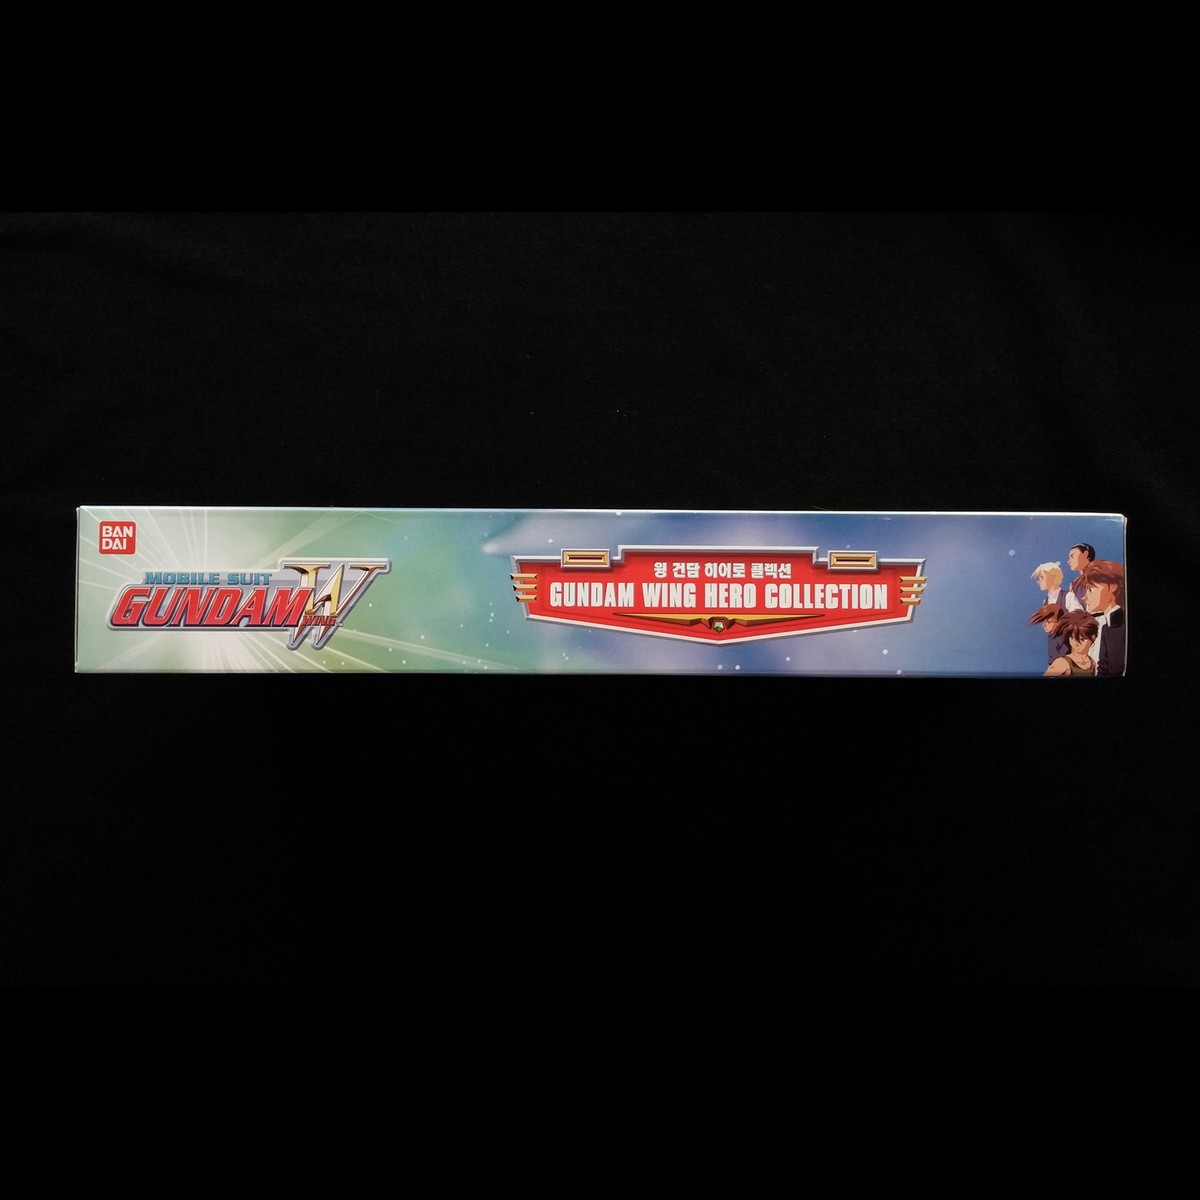 BAN
DAI
MOBILE SUIT
GUNDAM W
WING
윙 건담 히어로 콜렉션
GUNDAM WING HERO COLLECTION